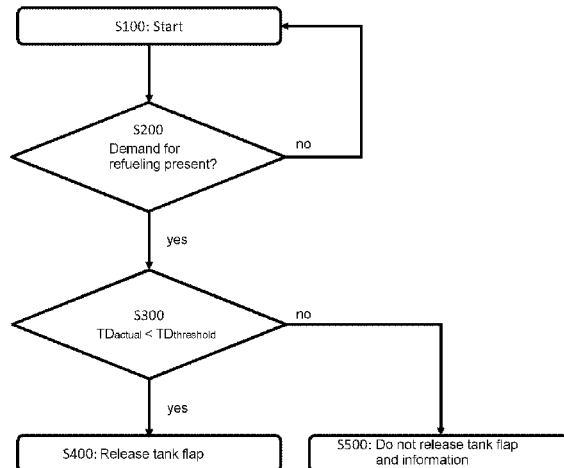 S100: Start
S200
Demand for
refueling present?
no
yes
S300
TDactual < TDthreshold
no
yes
S400: Release tank flap
S500: Do not release tank flap
and information